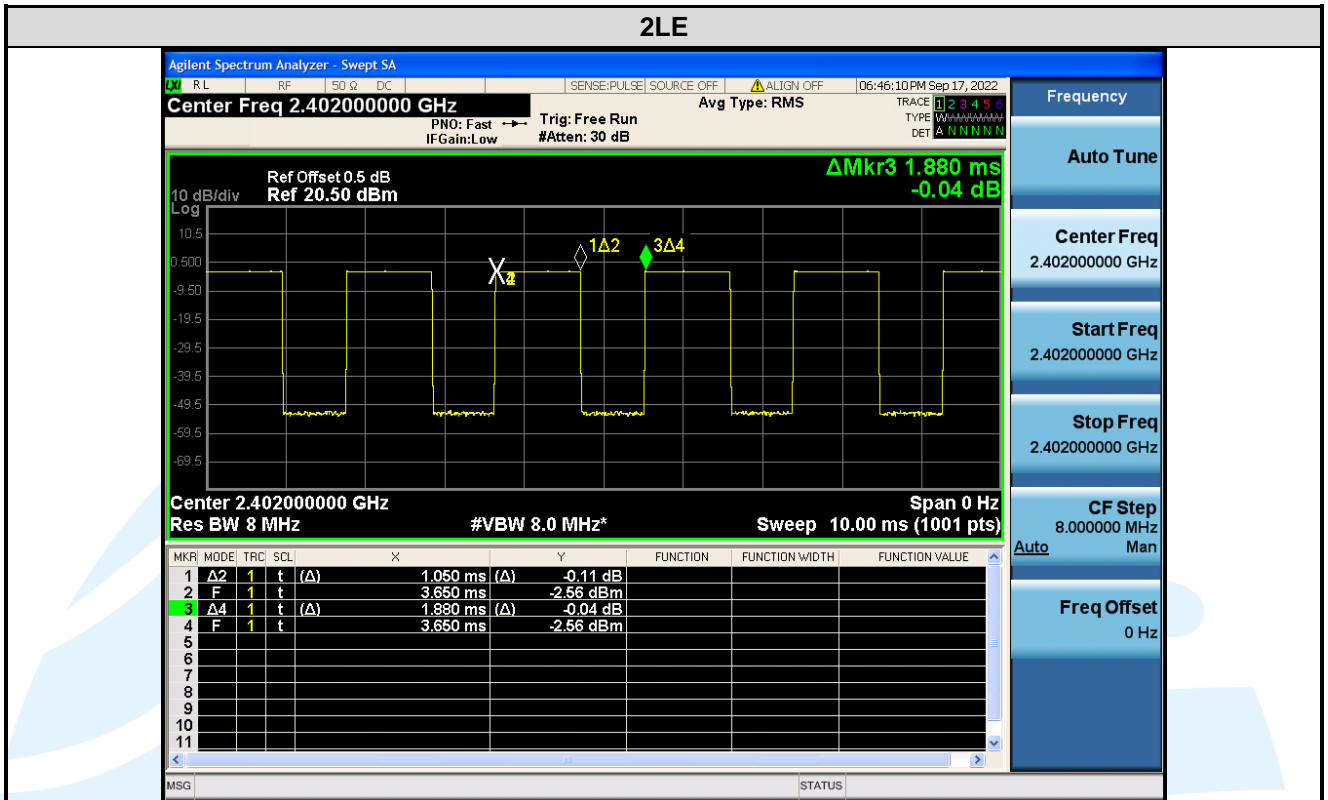 2LE
Agilent Spectrum Analyzer - Swept SA
LXI RL RF 50 Ω DC SENSE:PULSE SOURCE OFF ALIGN OFF 06:46:10 PM Sep 17, 2022
Center Freq 2.402000000 GHz
Avg Type: RMS
TRACE 1 2 3 4 5 6
PNO: Fast
Trig: Free Run
TYPE W
IFGain:Low
#Atten: 30 dB
DET A N N N N N
ΔMkr3 1.880 ms
-0.04 dB
Ref Offset 0.5 dB
10 dB/div Ref 20.50 dBm
Log
10.5
0.500
-9.50
-19.5
-29.5
-39.5
-49.5
-59.5
-69.5
1Δ2
3Δ4
Center 2.402000000 GHz Span 0 Hz
Res BW 8 MHz #VBW 8.0 MHz* Sweep 10.00 ms (1001 pts)
MKR MODE TRC SCL X Y FUNCTION FUNCTION WIDTH FUNCTION VALUE
1 Δ2 1 t (Δ) 1.050 ms (Δ) -0.11 dB
2 F 1 t 3.650 ms -2.56 dBm
3 Δ4 1 t (Δ) 1.880 ms (Δ) -0.04 dB
4 F 1 t 3.650 ms -2.56 dBm
5
6
7
8
9
10
11
MSG STATUS
Frequency
Auto Tune
Center Freq
2.402000000 GHz
Start Freq
2.402000000 GHz
Stop Freq
2.402000000 GHz
CF Step
8.000000 MHz
Auto Man
Freq Offset
0 Hz